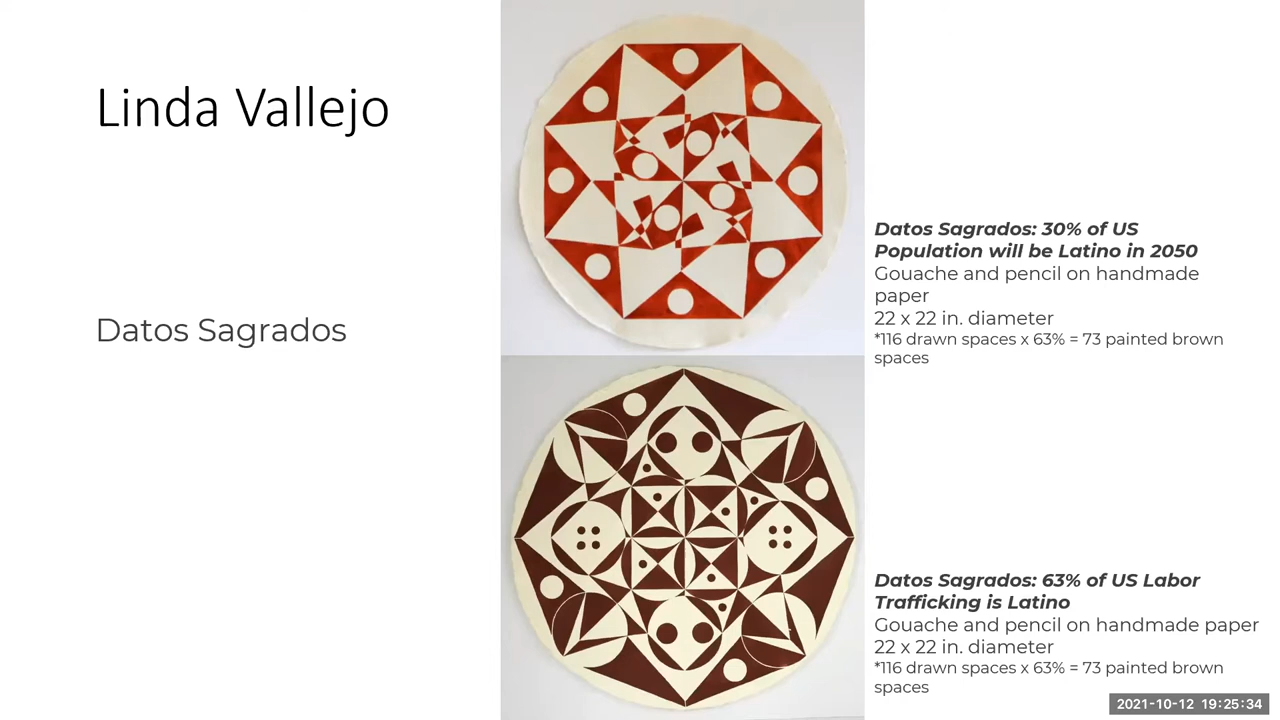 Linda Vallejo
Datos Sagrados
Datos Sagrados: 30% of US
Population will be Latino in 2050
Gouache and pencil on handmade
paper
22 x 22 in. diameter
*116 drawn spaces x 63% = 73 painted brown
spaces
Datos Sagrados: 63% of US Labor
Trafficking is Latino
Gouache and pencil on handmade paper
22 x 22 in. diameter
*116 drawn spaces x 63% = 73 painted brown
spaces
2021-10-12 19:25:34